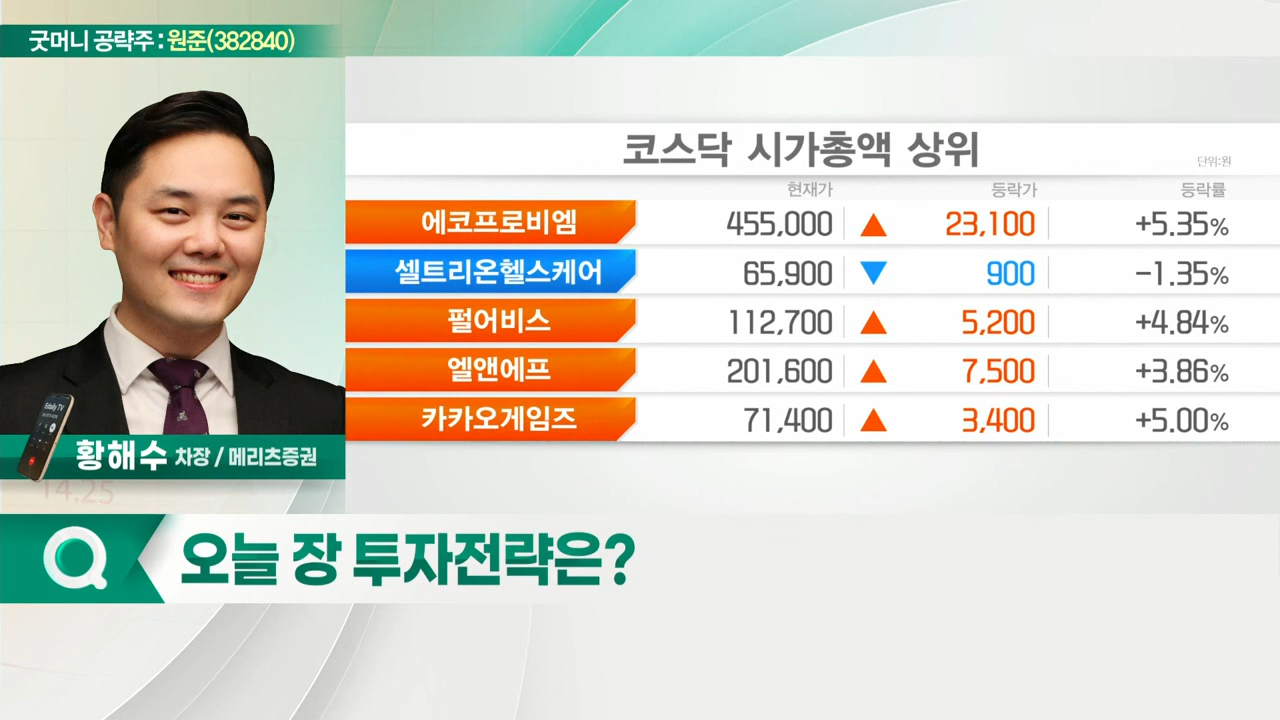 굿머니 공략주 : 원준(382840)
코스닥 시가총액 상위
단위:원
현재가 등락가 등락률
에코프로비엠 455,000 ▲ 23,100 +5.35%
셀트리온헬스케어 65,900 ▼ 900 -1.35%
펄어비스 112,700 ▲ 5,200 +4.84%
엘앤에프 201,600 ▲ 7,500 +3.86%
카카오게임즈 71,400 ▲ 3,400 +5.00%
Edaily TV
황해수 차장 / 메리츠증권
14.25
Q 오늘 장 투자전략은?